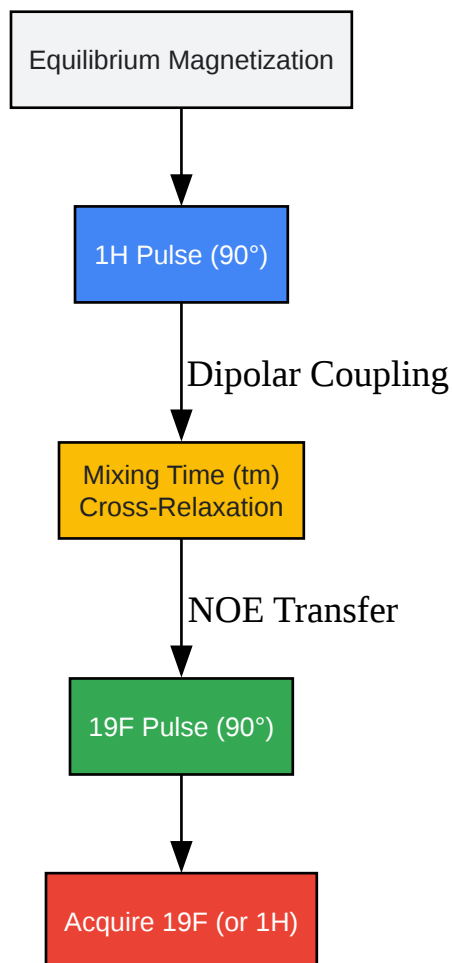 Equilibrium Magnetization
1H Pulse (90°)
Dipolar Coupling
Mixing Time (tm)
Cross-Relaxation
NOE Transfer
19F Pulse (90°)
Acquire 19F (or 1H)